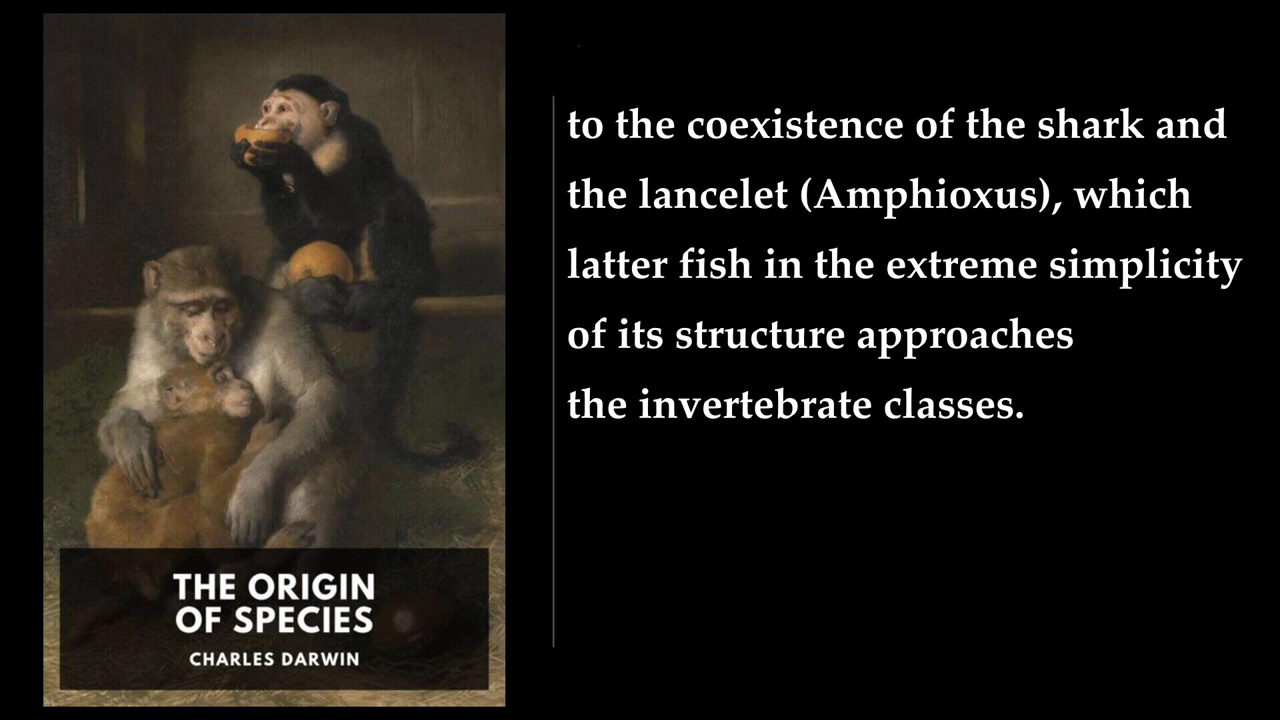 THE ORIGIN
OF SPECIES
CHARLES DARWIN
to the coexistence of the shark and
the lancelet (Amphioxus), which
latter fish in the extreme simplicity
of its structure approaches
the invertebrate classes.